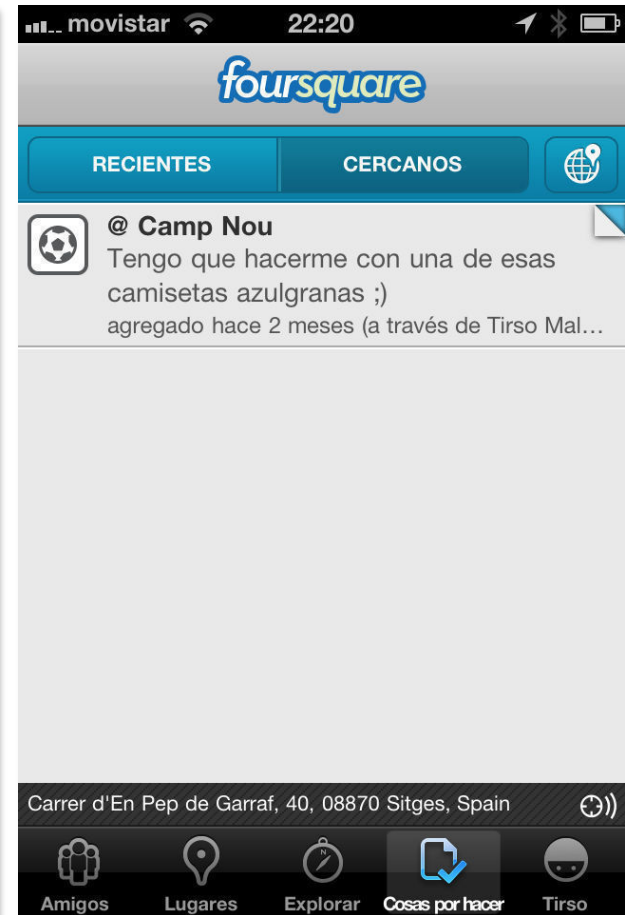 movistar 22:20
foursquare
RECIENTES CERCANOS
@ Camp Nou
Tengo que hacerme con una de esas
camisetas azulgranas ;)
agregado hace 2 meses (a través de Tirso Mal...
Carrer d'En Pep de Garraf, 40, 08870 Sitges, Spain
Amigos Lugares Explorar Cosas por hacer Tirso